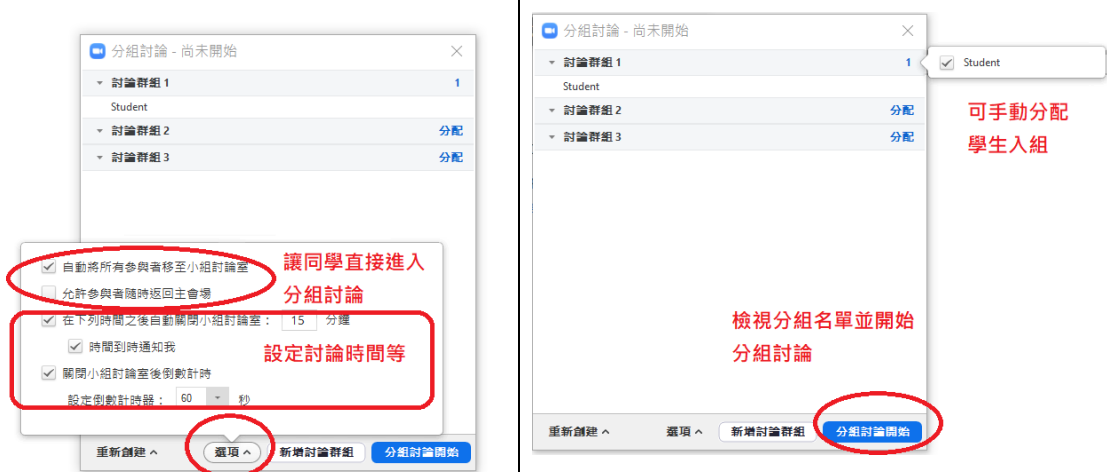 分組討論 - 尚未開始
討論群組 1 1
Student
討論群組 2 分配
討論群組 3 分配
自動將所有參與者移至小組討論室
允許參與者隨時返回主會場
讓同學直接進入
分組討論
在下列時間之後自動關閉小組討論室： 15 分鐘
時間到時通知我
設定討論時間等
關閉小組討論室後倒數計時
設定倒數計時器： 60 秒
重新創建 選項 新增討論群組 分組討論開始
分組討論 - 尚未開始
討論群組 1 1
Student
Student
討論群組 2 分配
討論群組 3 分配
可手動分配
學生入組
檢視分組名單並開始
分組討論
重新創建 選項 新增討論群組 分組討論開始